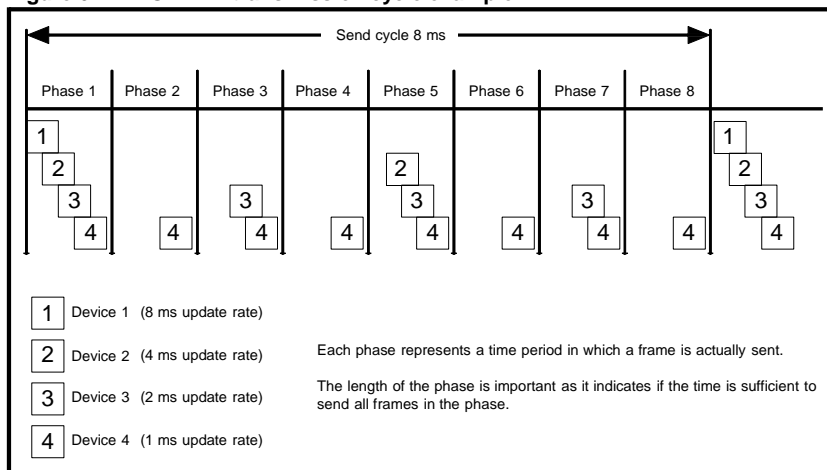 Send cycle 8 ms
Phase 1 Phase 2 Phase 3 Phase 4 Phase 5 Phase 6 Phase 7 Phase 8
1 2 1
2 2
3 3 3 3 3
4 4 4 4 4 4 4 4 4
1 Device 1 (8 ms update rate)
2 Device 2 (4 ms update rate)
3 Device 3 (2 ms update rate)
4 Device 4 (1 ms update rate)
Each phase represents a time period in which a frame is actually sent.
The length of the phase is important as it indicates if the time is sufficient to
send all frames in the phase.